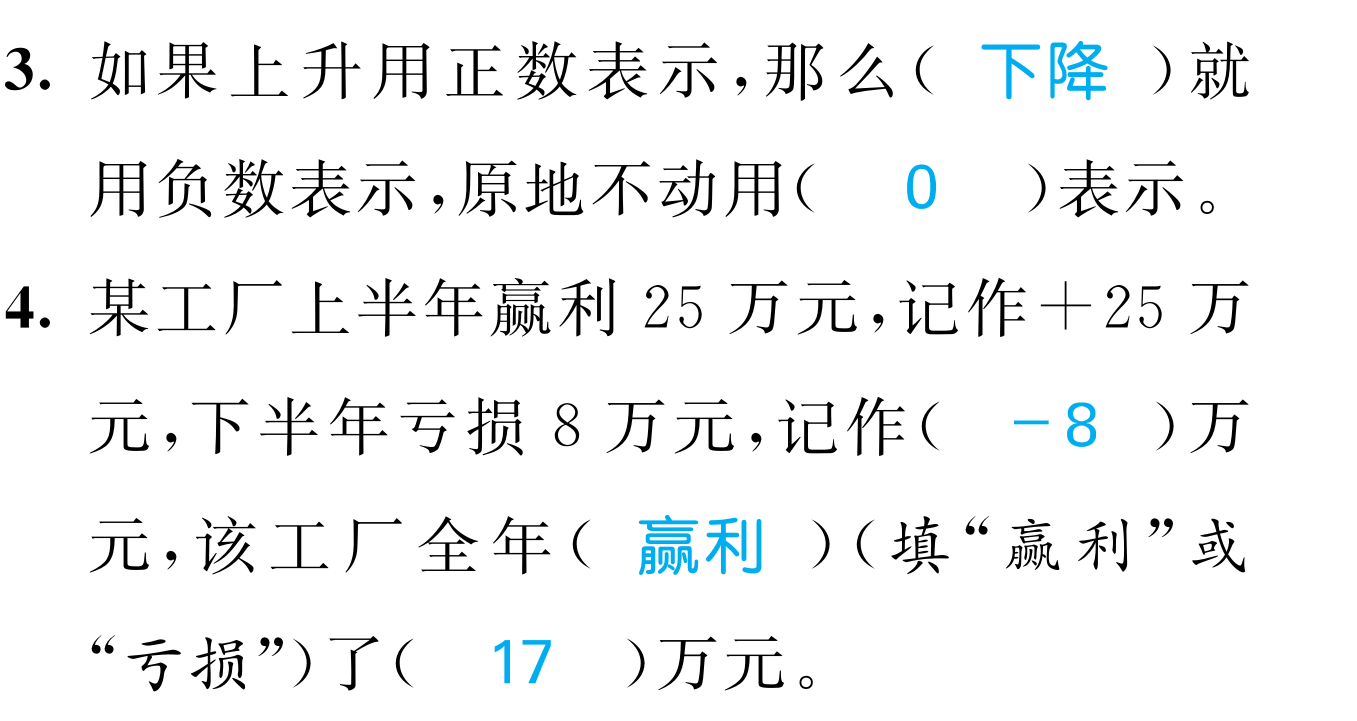 3. 如果上升用正数表示,那么( 下降 )就
用负数表示,原地不动用( 0 )表示。
4. 某工厂上半年赢利 25 万元,记作+25 万
元,下半年亏损 8 万元,记作( -8 )万
元,该工厂全年( 赢利 )(填“赢利”或
“亏损”)了( 17 )万元。